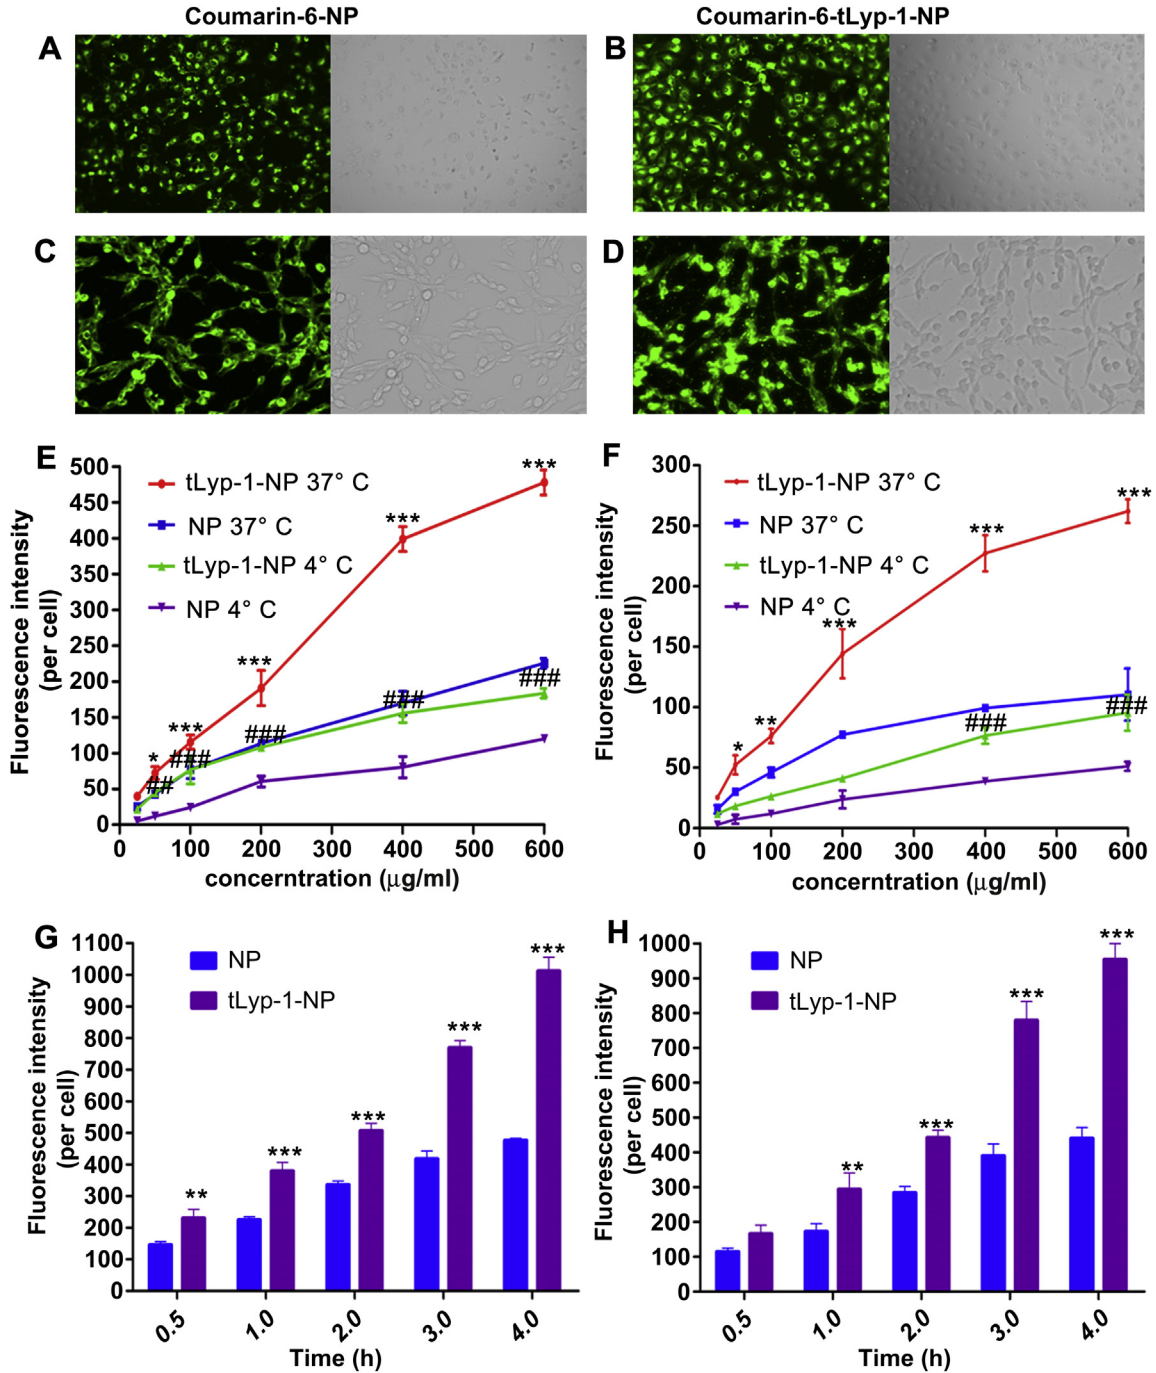 Coumarin-6-NP
Coumarin-6-tLyp-1-NP
A
B
C
D
E
500
450
400
350
300
250
200
150
100
50
0
Fluorescence intensity
(per cell)
tLyp-1-NP 37° C
NP 37° C
tLyp-1-NP 4° C
NP 4° C
*
***
***
***
***
##
###
###
###
###
0 100 200 300 400 500 600
concerntration (μg/ml)
F
300
250
200
150
100
50
0
Fluorescence intensity
(per cell)
tLyp-1-NP 37° C
NP 37° C
tLyp-1-NP 4° C
NP 4° C
*
**
***
***
***
###
###
0 100 200 300 400 500 600
concerntration (μg/ml)
G
1100
1000
900
800
700
600
500
400
300
200
100
0
Fluorescence intensity
(per cell)
NP
tLyp-1-NP
**
***
***
***
***
0.5 1.0 2.0 3.0 4.0
Time (h)
H
1000
900
800
700
600
500
400
300
200
100
0
Fluorescence intensity
(per cell)
NP
tLyp-1-NP
**
***
***
***
0.5 1.0 2.0 3.0 4.0
Time (h)